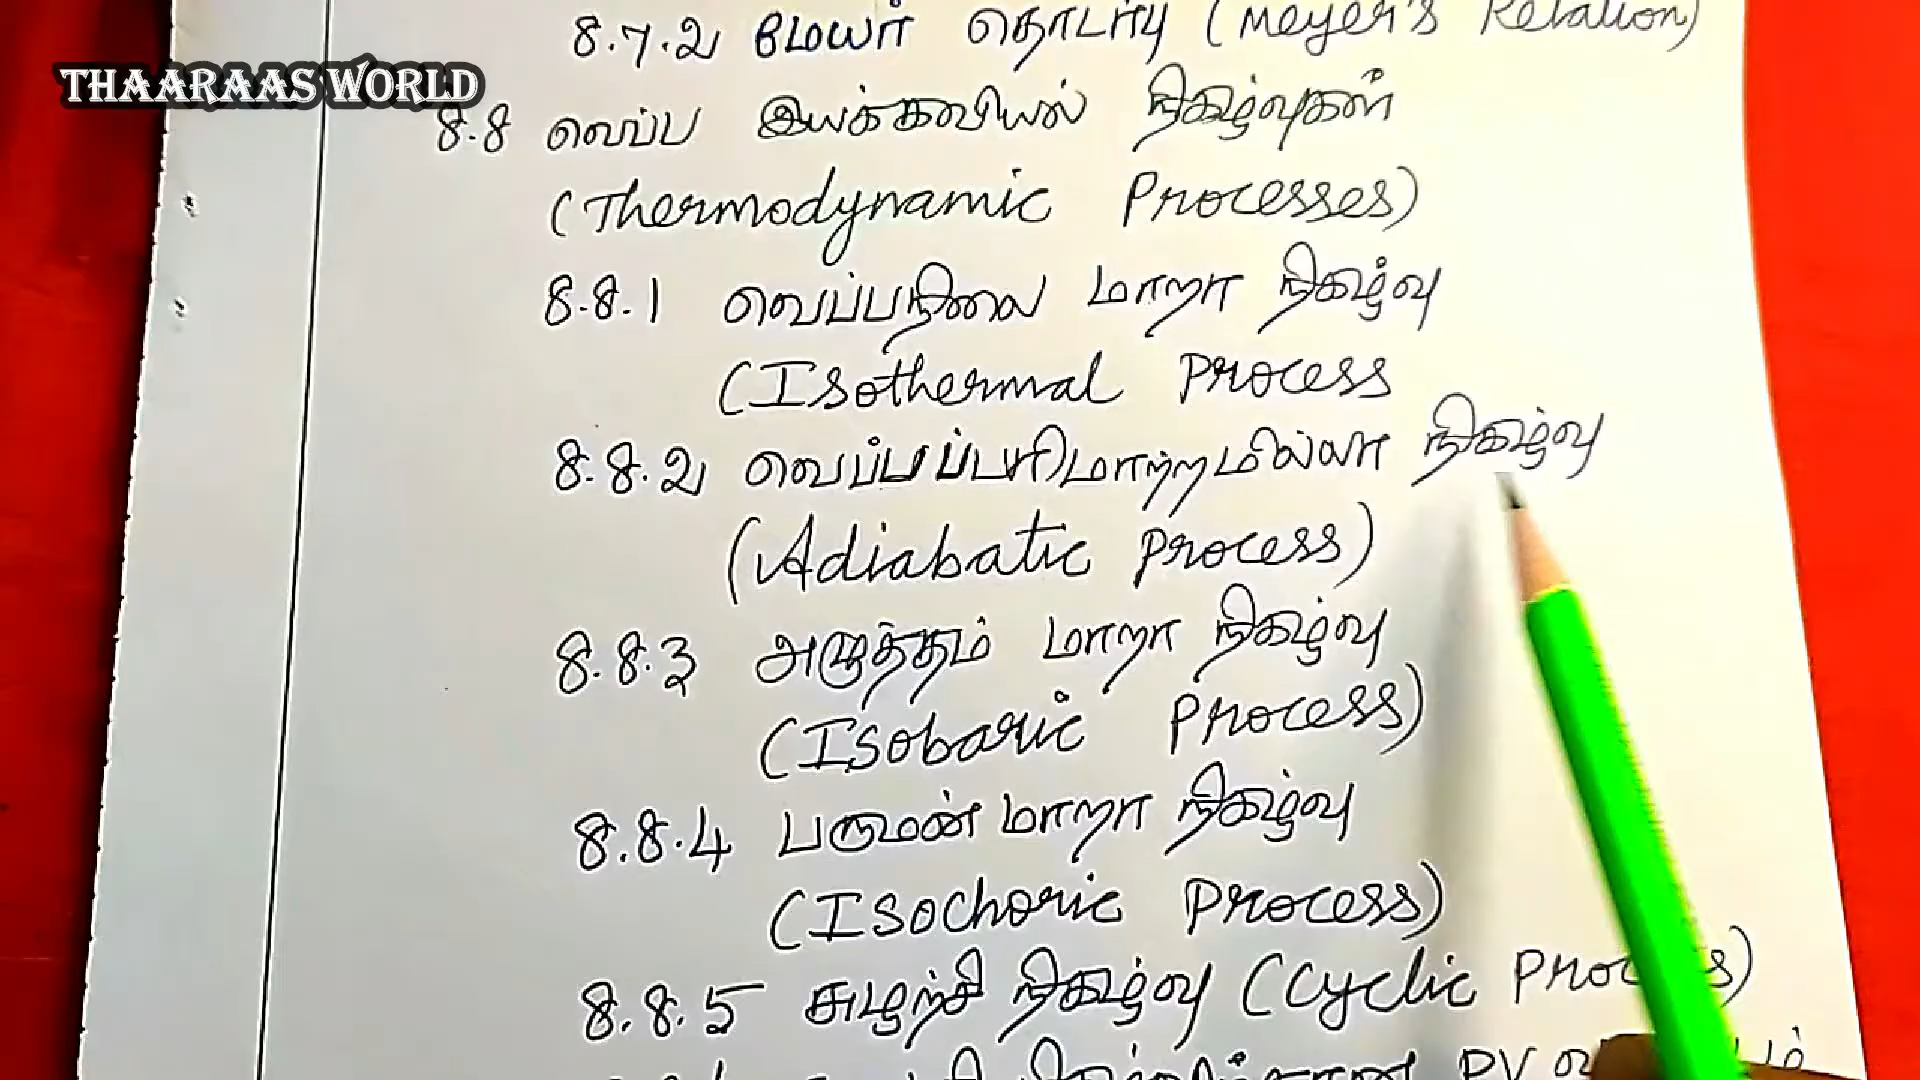 8.7.2 மேயர் தொடர்பு (Meyer's Relation)
THAARAAS WORLD
8.8 வெப்ப இயக்கவியல் நிகழ்வுகள்
(Thermodynamic Processes)
8.8.1 வெப்பநிலை மாறா நிகழ்வு
(Isothermal Process
8.8.2 வெப்பப்பரிமாற்றமில்லா நிகழ்வு
(Adiabatic Process)
8.8.3 அழுத்தம் மாறா நிகழ்வு
(Isobaric Process)
8.8.4 பருமன் மாறா நிகழ்வு
(Isochoric Process)
8.8.5 சுழற்சி நிகழ்வு (Cyclic Process)
PV